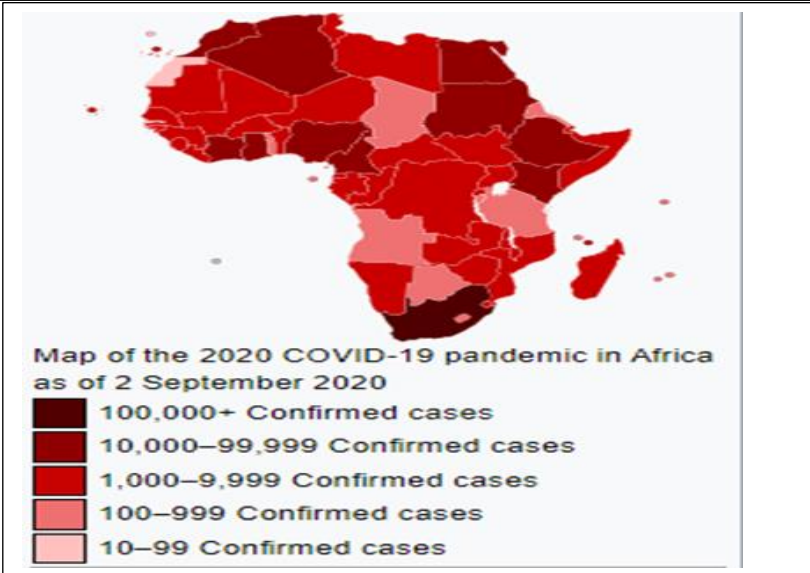 Map of the 2020 COVID-19 pandemic in Africa
as of 2 September 2020
100,000+ Confirmed cases
10,000–99,999 Confirmed cases
1,000–9,999 Confirmed cases
100–999 Confirmed cases
10–99 Confirmed cases